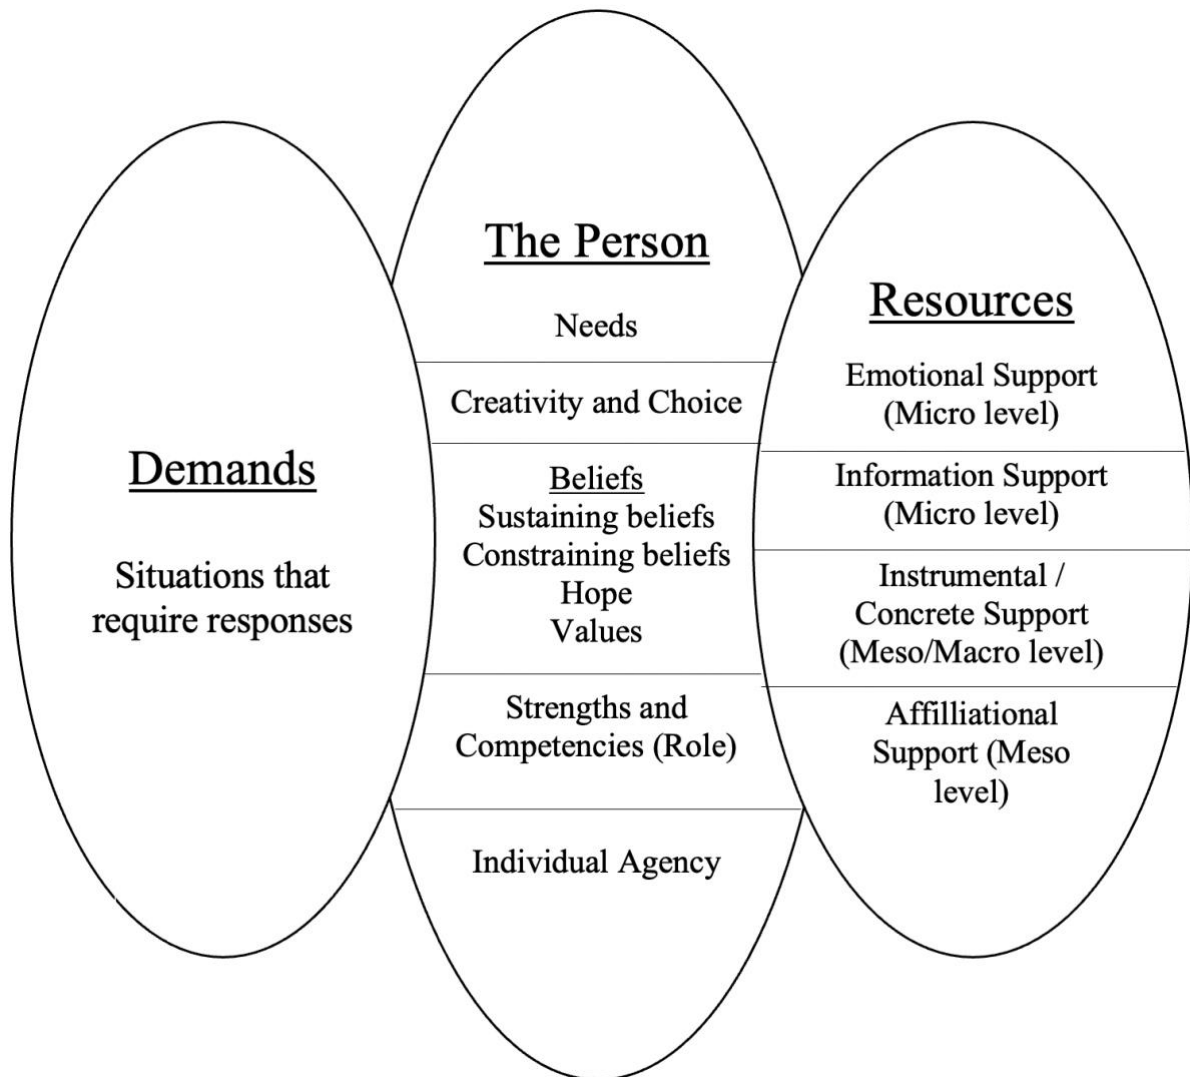 Demands
Situations that
require responses
The Person
Needs
Creativity and Choice
Beliefs
Sustaining beliefs
Constraining beliefs
Hope
Values
Strengths and
Competencies (Role)
Individual Agency
Resources
Emotional Support
(Micro level)
Information Support
(Micro level)
Instrumental /
Concrete Support
(Meso/Macro level)
Affilliational
Support (Meso
level)